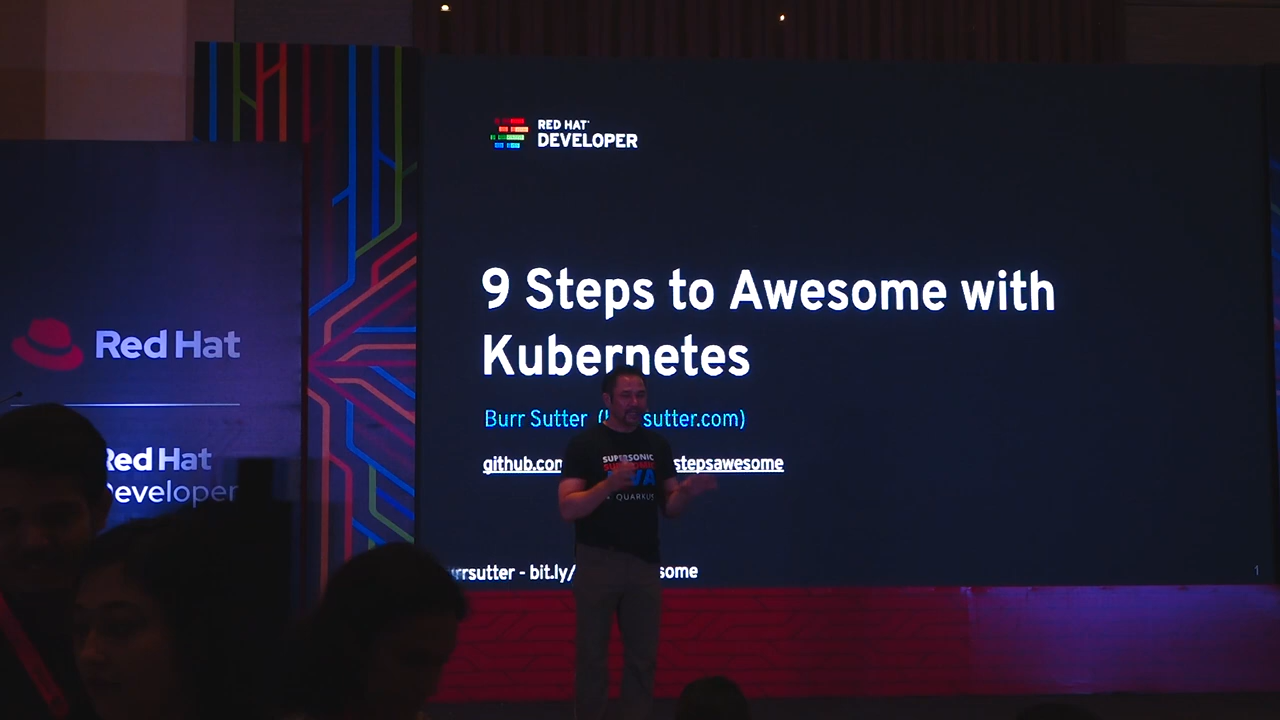 RED HAT
DEVELOPER
9 Steps to Awesome with
Kubernetes
Burr Sutter sutter.com)
github.com stepsawesome
SUPERSONIC
QUARKUS
rrsutter - bit.ly/ some
1
Red Hat
Red Hat
Developer